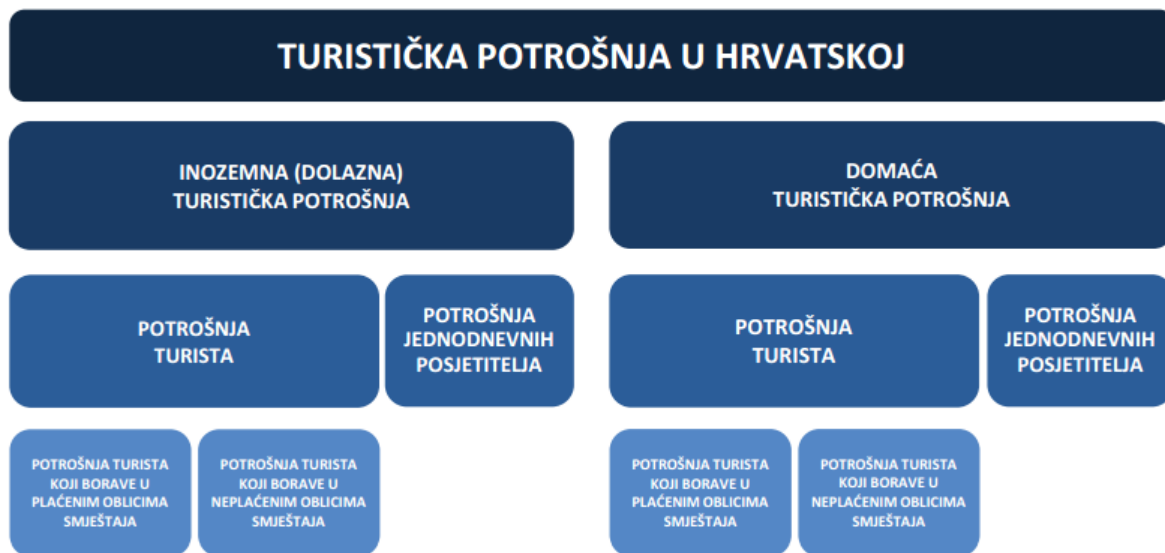 TURISTIČKA POTROŠNJA U HRVATSKOJ
INOZEMNA (DOLAZNA)
TURISTIČKA POTROŠNJA
DOMAĆA
TURISTIČKA POTROŠNJA
POTROŠNJA
TURISTA
POTROŠNJA
JEDNODNEVNIH
POSJETITELJA
POTROŠNJA
TURISTA
POTROŠNJA
JEDNODNEVNIH
POSJETITELJA
POTROŠNJA TURISTA
KOJI BORAVE U
PLAĆENIM OBLICIMA
SMJEŠTAJA
POTROŠNJA TURISTA
KOJI BORAVE U
NEPLAĆENIM OBLICIMA
SMJEŠTAJA
POTROŠNJA TURISTA
KOJI BORAVE U
PLAĆENIM OBLICIMA
SMJEŠTAJA
POTROŠNJA TURISTA
KOJI BORAVE U
NEPLAĆENIM OBLICIMA
SMJEŠTAJA